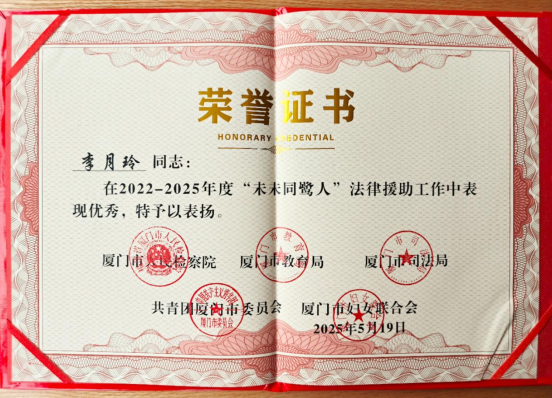 荣誉证书
HONORARY CREDENTIAL
李月玲 同志：
在2022-2025年度“未未同鹭人”法律援助工作中表
现优秀，特予以表扬。
厦门市人民检察院 厦门市教育局 厦门市司法局
共青团厦门市委员会 厦门市妇女联合会
2025年5月19日